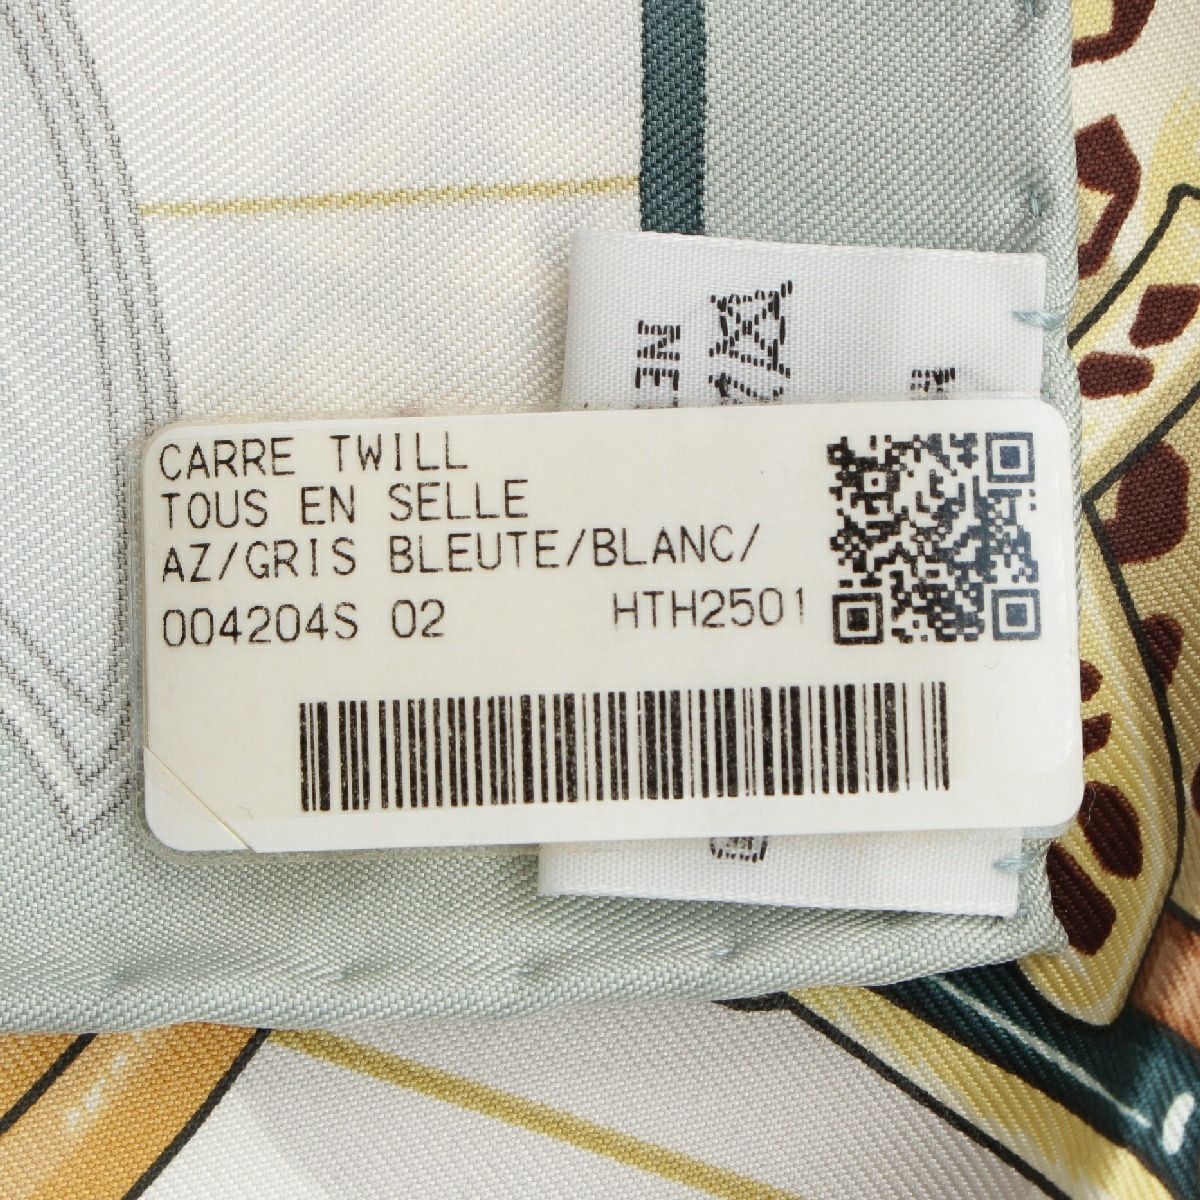 CARRE TWILL
TOUS EN SELLE
AZ/GRIS BLEUTE/BLANC/
004204S 02 HTH2501